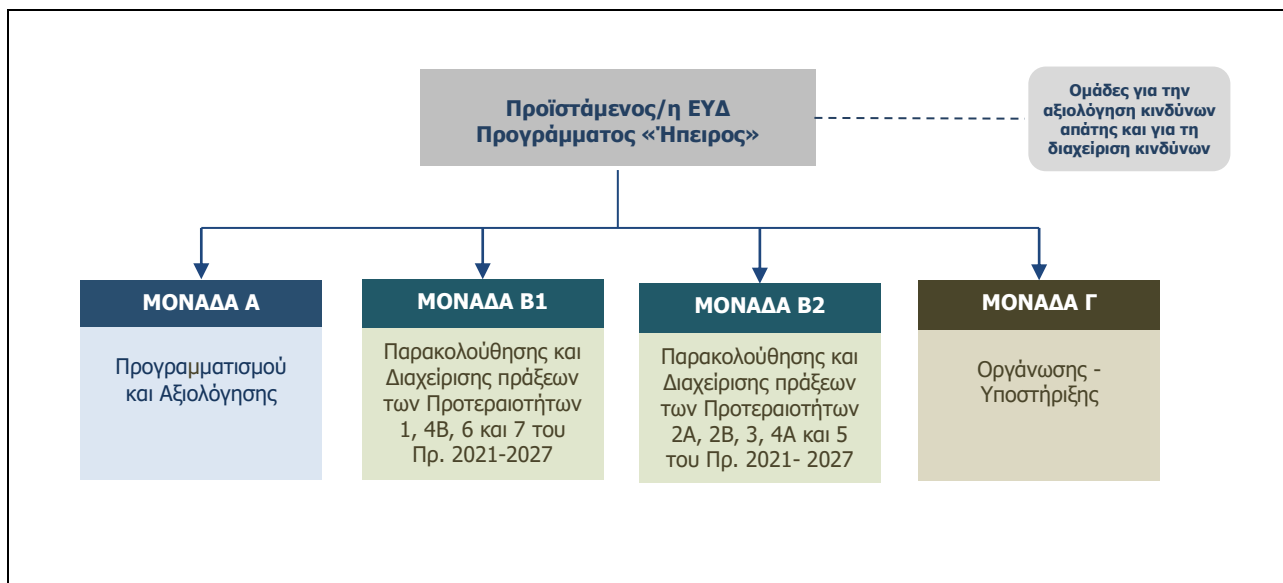 Προϊστάμενος/η ΕΥΔ
Προγράμματος «Ήπειρος»
Ομάδες για την
αξιολόγηση κινδύνων
απάτης και για τη
διαχείριση κινδύνων
ΜΟΝΑΔΑ Α
Προγραμματισμού
και Αξιολόγησης
ΜΟΝΑΔΑ Β1
Παρακολούθησης και
Διαχείρισης πράξεων
των Προτεραιοτήτων
1, 4Β, 6 και 7 του
Πρ. 2021-2027
ΜΟΝΑΔΑ Β2
Παρακολούθησης και
Διαχείρισης πράξεων
των Προτεραιοτήτων
2Α, 2Β, 3, 4Α και 5
του Πρ. 2021- 2027
ΜΟΝΑΔΑ Γ
Οργάνωσης -
Υποστήριξης